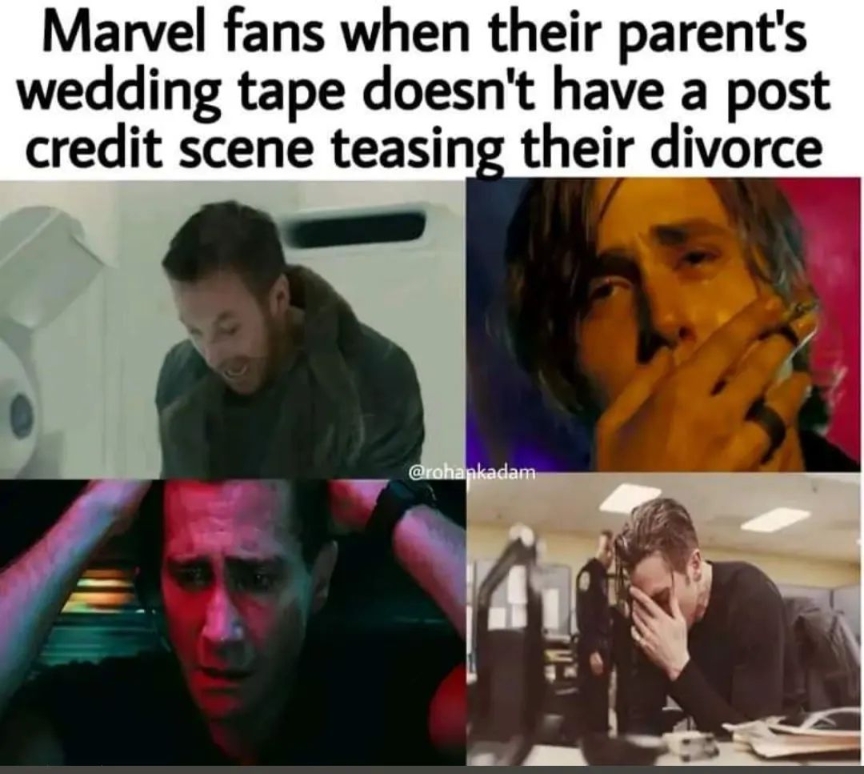 Marvel fans when their parent's
wedding tape doesn't have a post
credit scene teasing their divorce
@rohankadam